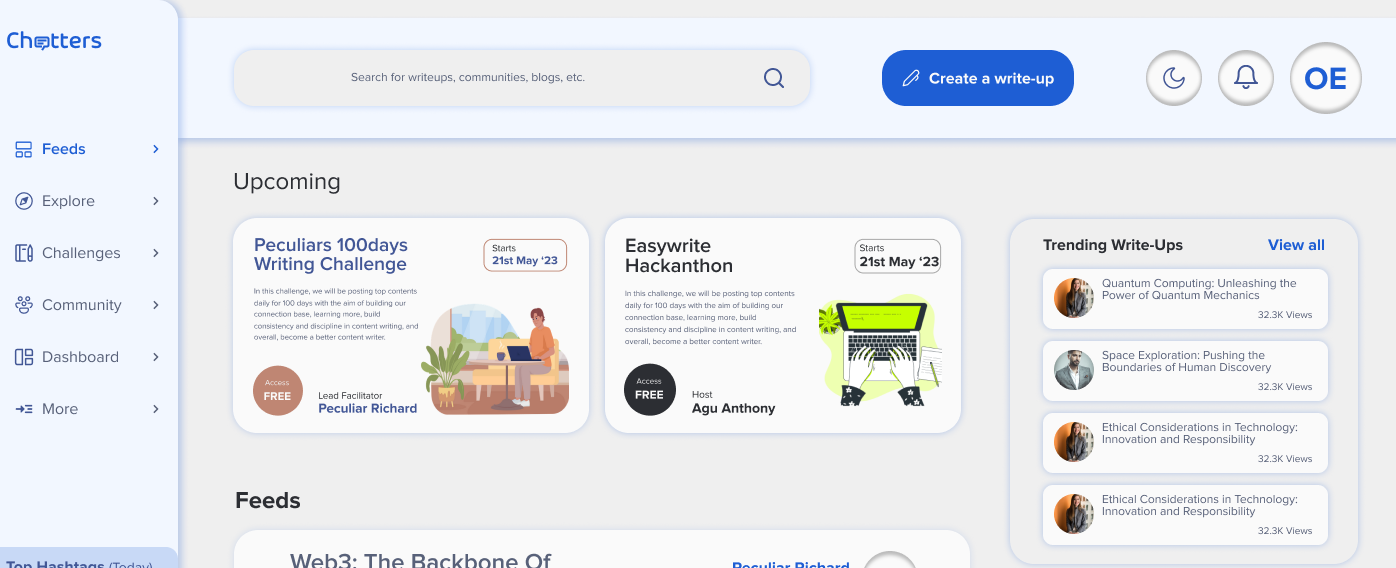 Chatters
Search for writeups, communities, blogs, etc.
Create a write-up
OE
Feeds
Explore
Challenges
Community
Dashboard
More
Top Hashtags (Today)
Upcoming
Peculiars 100days
Writing Challenge
Starts
21st May ‘23
In this challenge, we will be posting top contents
daily for 100 days with the aim of building our
connection base, learning more, build
consistency and discipline in content writing, and
overall, become a better content writer.
Access
FREE
Lead Facilitator
Peculiar Richard
Easywrite
Hackanthon
Starts
21st May ‘23
In this challenge, we will be posting top contents
daily for 100 days with the aim of building our
connection base, learning more, build
consistency and discipline in content writing, and
overall, become a better content writer.
Access
FREE
Host
Agu Anthony
Trending Write-Ups
View all
Quantum Computing: Unleashing the
Power of Quantum Mechanics
32.3K Views
Space Exploration: Pushing the
Boundaries of Human Discovery
32.3K Views
Ethical Considerations in Technology:
Innovation and Responsibility
32.3K Views
Ethical Considerations in Technology:
Innovation and Responsibility
32.3K Views
Feeds
Web3: The Backbone Of
Peculiar Richard